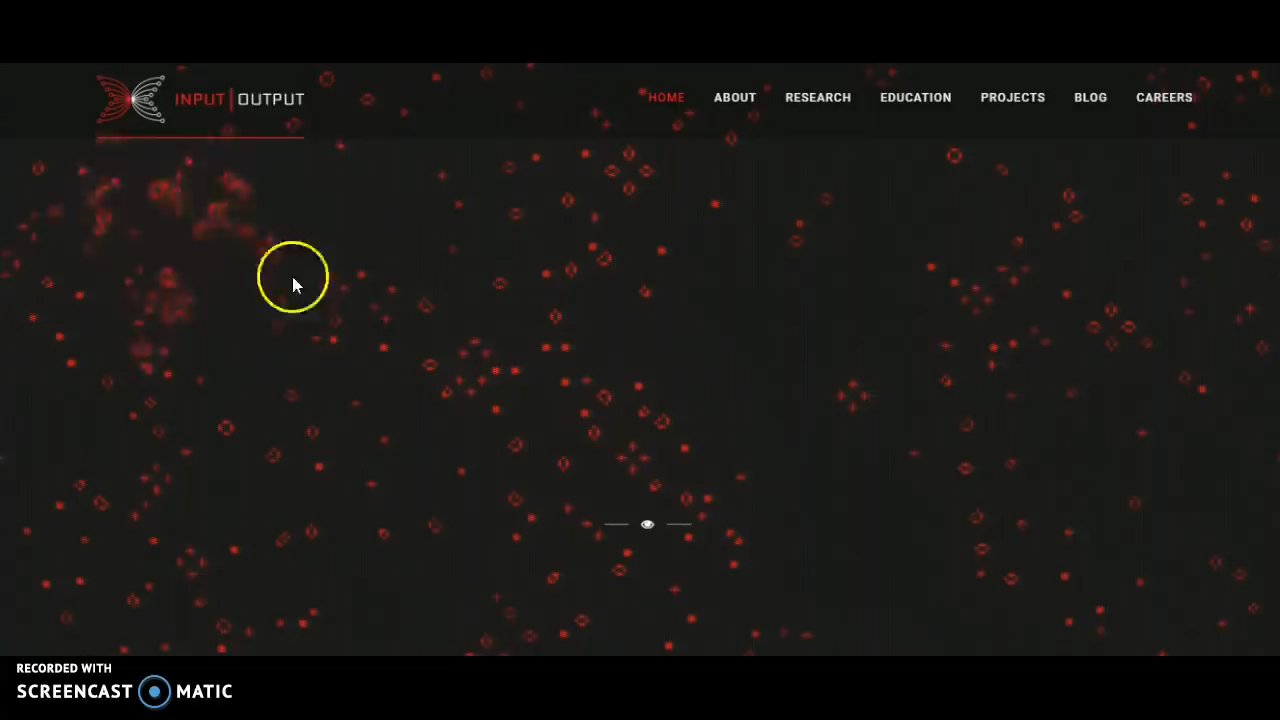 INPUT|OUTPUT
HOME ABOUT RESEARCH EDUCATION PROJECTS BLOG CAREERS
RECORDED WITH
SCREENCAST MATIC